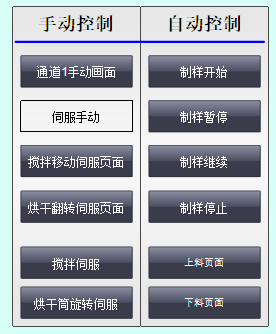 手动控制
自动控制
通道1手动画面
制样开始
伺服手动
制样暂停
搅拌移动伺服页面
制样继续
烘干翻转伺服页面
制样停止
搅拌伺服
上料页面
烘干筒旋转伺服
下料页面